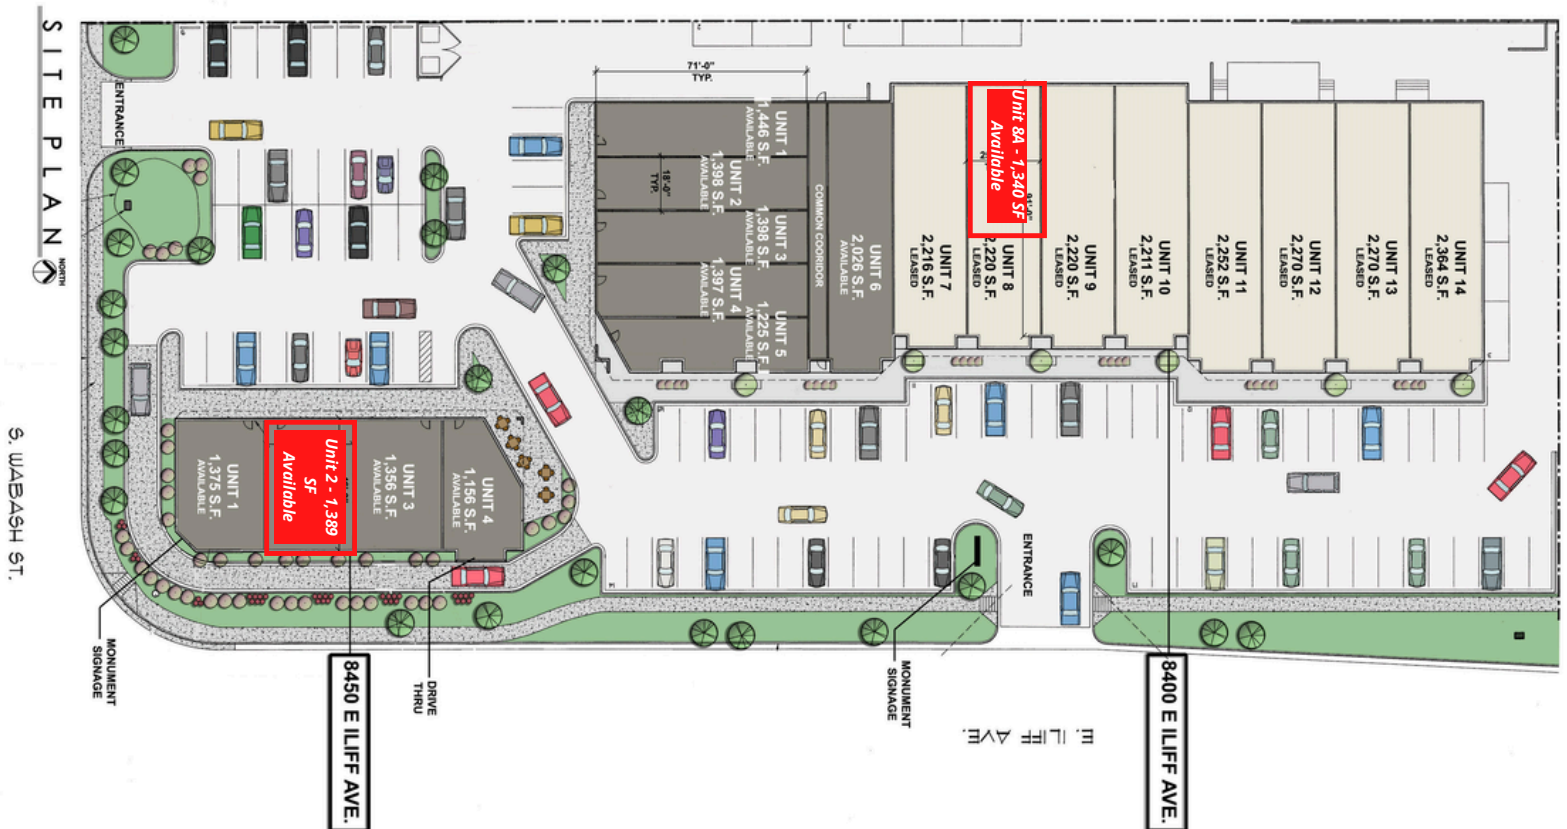 SITE PLAN
NORTH
S. WABASH ST.
ENTRANCE
71'-0"
TYP.
18'-0"
TYP.
UNIT 1
1,446 S.F.
AVAILABLE
UNIT 2
1,398 S.F.
AVAILABLE
UNIT 3
1,398 S.F.
AVAILABLE
UNIT 4
1,397 S.F.
AVAILABLE
UNIT 5
1,225 S.F.
AVAILABLE
COMMON COORIDOR
UNIT 6
2,026 S.F.
AVAILABLE
UNIT 7
2,216 S.F.
LEASED
Unit 8A - 1,340 SF
Available
UNIT 8
2,220 S.F.
LEASED
UNIT 9
2,220 S.F.
LEASED
UNIT 10
2,211 S.F.
LEASED
UNIT 11
2,252 S.F.
LEASED
UNIT 12
2,270 S.F.
LEASED
UNIT 13
2,270 S.F.
LEASED
UNIT 14
2,364 S.F.
LEASED
UNIT 1
1,375 S.F.
AVAILABLE
Unit 2 - 1,389
SF
Available
UNIT 3
1,356 S.F.
AVAILABLE
UNIT 4
1,156 S.F.
AVAILABLE
ENTRANCE
MONUMENT
SIGNAGE
DRIVE
THRU
MONUMENT
SIGNAGE
8450 E ILIFF AVE.
8400 E ILIFF AVE.
E. ILIFF AVE.